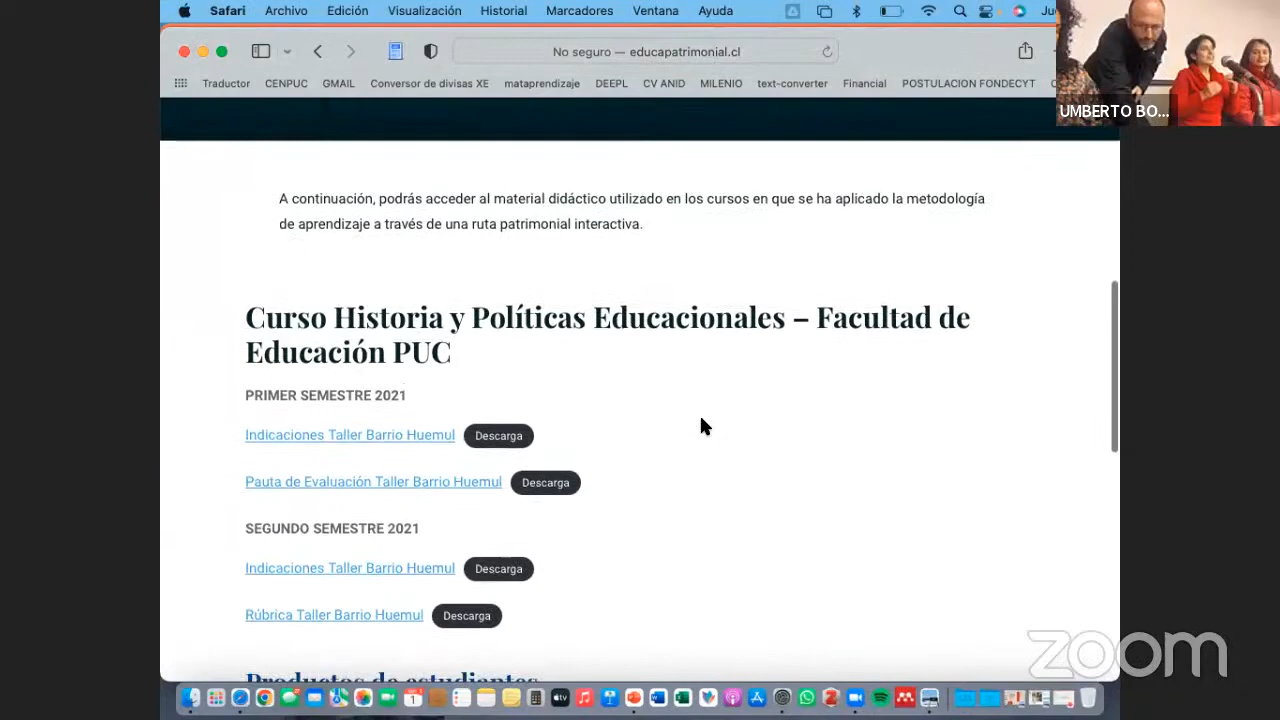 Safari Archivo Edición Visualización Historial Marcadores Ventana Ayuda
No seguro — educapatrimonial.cl
Traductor CENPUC GMAIL Conversor de divisas XE mataprendizaje DEEPL CV ANID MILENIO text-converter Financial POSTULACIÓN FONDECYT
UMBERTO BO...
A continuación, podrás acceder al material didáctico utilizado en los cursos en que se ha aplicado la metodología
de aprendizaje a través de una ruta patrimonial interactiva.
Curso Historia y Políticas Educacionales – Facultad de
Educación PUC
PRIMER SEMESTRE 2021
Indicaciones Taller Barrio Huemul Descarga
Pauta de Evaluación Taller Barrio Huemul Descarga
SEGUNDO SEMESTRE 2021
Indicaciones Taller Barrio Huemul Descarga
Rúbrica Taller Barrio Huemul Descarga
Productos de estudiantes
zoom